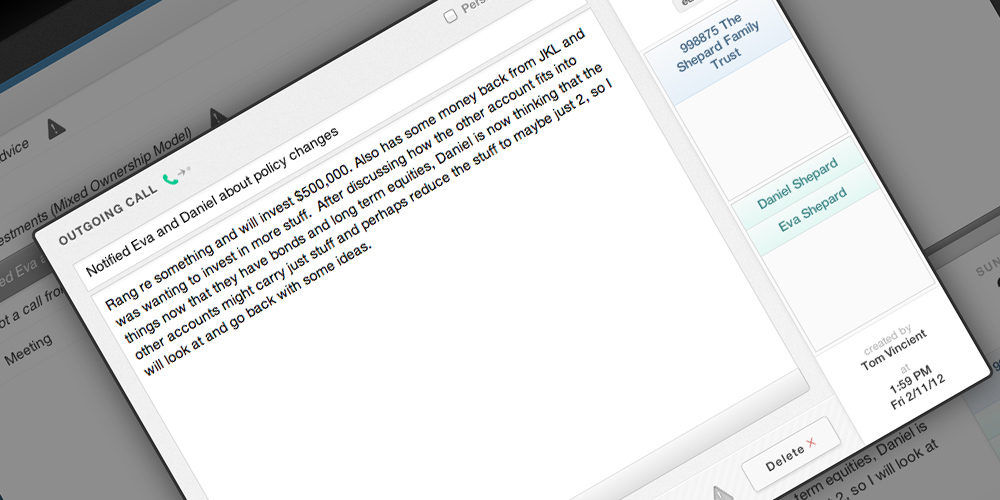 Pers
998875 The
Shepard Family
Trust
dvice
estments (Mixed Ownership Model)
OUTGOING CALL
Notified Eva and Daniel about policy changes
Rang re something and will invest $500,000. Also has some money back from JKL and
was wanting to invest in more stuff. After discussing how the other account fits into
things now that they have bonds and long term equities, Daniel is now thinking that the
other accounts might carry just stuff and perhaps reduce the stuff to maybe just 2, so I
will look at and go back with some ideas.
Daniel Shepard
Eva Shepard
ed Eva a
ot a call fro
Meeting
SUN
created by
Tom Vincient
at
1:59 PM
Fri 2/11/12
Delete X
term equities, Daniel is
2, so I will look at